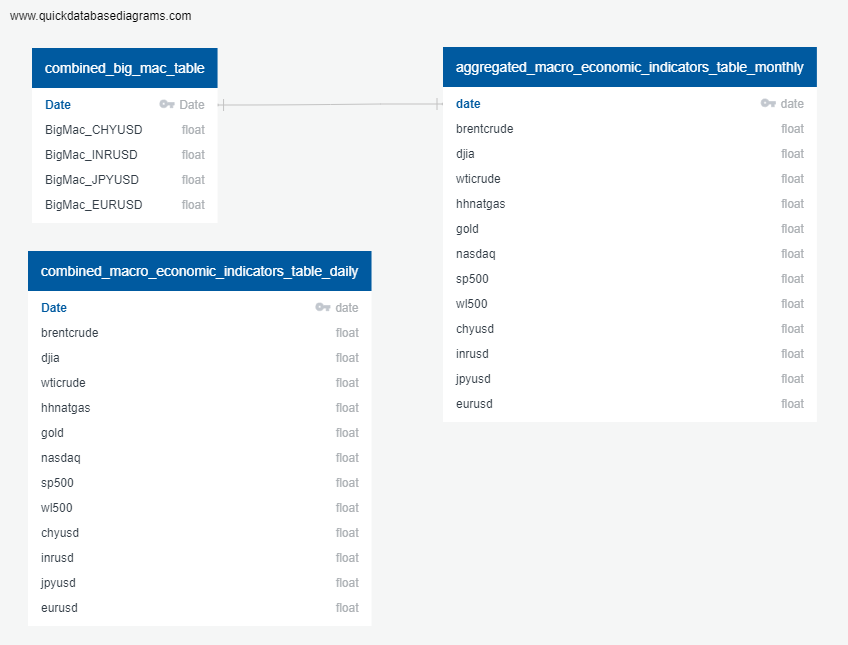 www.quickdatabasediagrams.com
combined_big_mac_table
Date Date
BigMac_CHYUSD float
BigMac_INRUSD float
BigMac_JPYUSD float
BigMac_EURUSD float
aggregated_macro_economic_indicators_table_monthly
date date
brentcrude float
djia float
wticrude float
hhnatgas float
gold float
nasdaq float
sp500 float
wl500 float
chyusd float
inrusd float
jpyusd float
eurusd float
combined_macro_economic_indicators_table_daily
Date date
brentcrude float
djia float
wticrude float
hhnatgas float
gold float
nasdaq float
sp500 float
wl500 float
chyusd float
inrusd float
jpyusd float
eurusd float